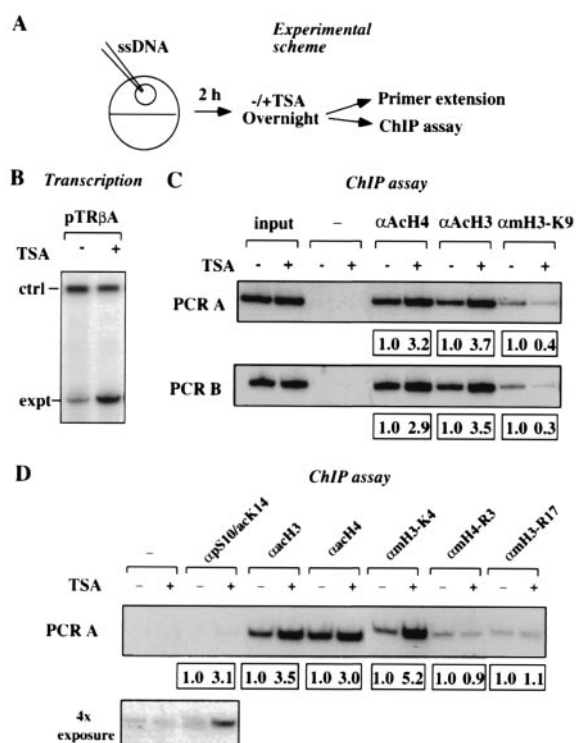 A
Experimental
scheme
ssDNA
2 h
-/+TSA
Overnight
Primer extension
ChIP assay
B
Transcription
pTRβA
TSA - +
ctrl
expt
C
ChIP assay
input – αAcH4 αAcH3 αmH3-K9
TSA - + - + - + - + - +
PCR A
1.0 3.2 1.0 3.7 1.0 0.4
PCR B
1.0 2.9 1.0 3.5 1.0 0.3
D
ChIP assay
– αpS10/acK14 αacH3 αacH4 αmH3-K4 αmH4-R3 αmH3-R17
TSA – + – + – + – + – + – + – +
PCR A
1.0 3.1 1.0 3.5 1.0 3.0 1.0 5.2 1.0 0.9 1.0 1.1
4x
exposure